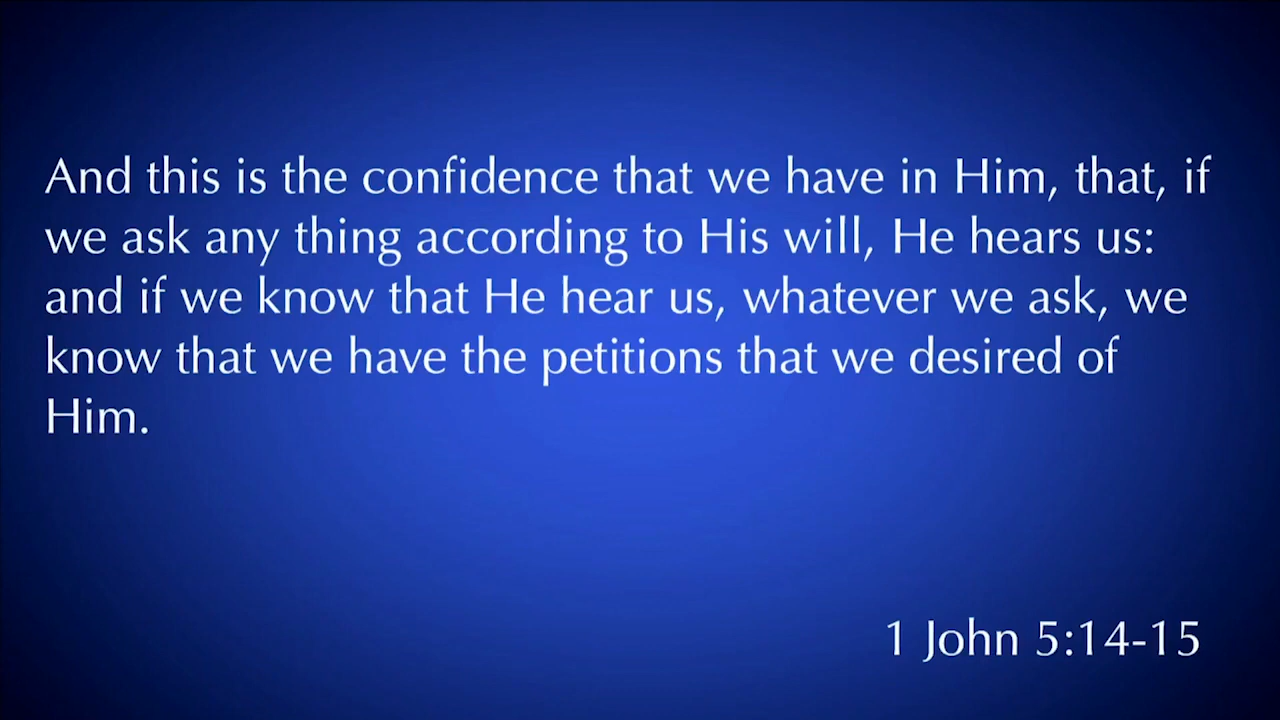 And this is the confidence that we have in Him, that, if
we ask any thing according to His will, He hears us:
and if we know that He hear us, whatever we ask, we
know that we have the petitions that we desired of
Him.
1 John 5:14-15